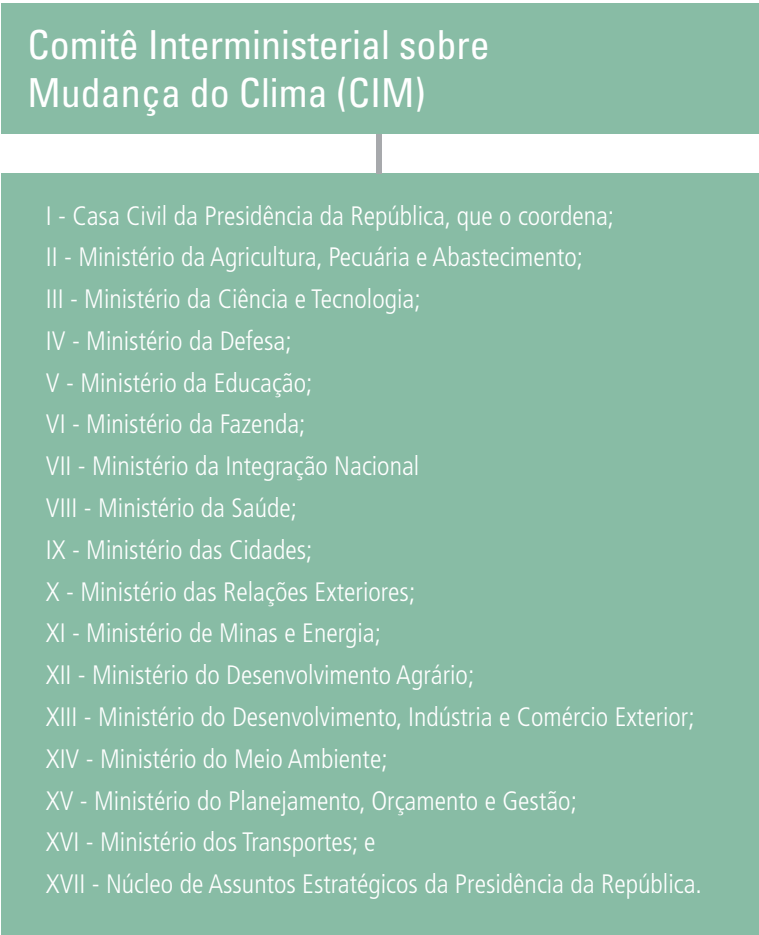 Comitê Interministerial sobre
Mudança do Clima (CIM)
I - Casa Civil da Presidência da República, que o coordena;
II - Ministério da Agricultura, Pecuária e Abastecimento;
III - Ministério da Ciência e Tecnologia;
IV - Ministério da Defesa;
V - Ministério da Educação;
VI - Ministério da Fazenda;
VII - Ministério da Integração Nacional
VIII - Ministério da Saúde;
IX - Ministério das Cidades;
X - Ministério das Relações Exteriores;
XI - Ministério de Minas e Energia;
XII - Ministério do Desenvolvimento Agrário;
XIII - Ministério do Desenvolvimento, Indústria e Comércio Exterior;
XIV - Ministério do Meio Ambiente;
XV - Ministério do Planejamento, Orçamento e Gestão;
XVI - Ministério dos Transportes; e
XVII - Núcleo de Assuntos Estratégicos da Presidência da República.